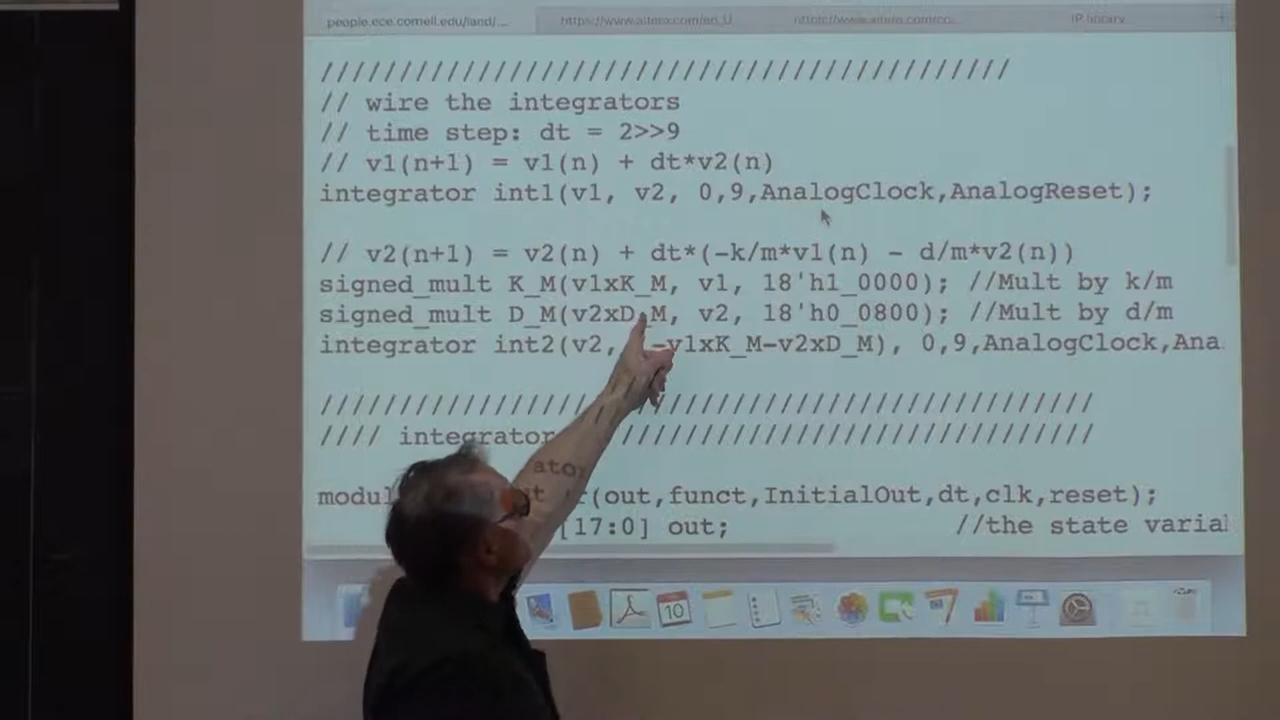 people.ece.cornell.edu/land/...
https://www.altera.com/en_U
http://www.altera.com/co...
IP library
////////////////////////////////////////////
// wire the integrators
// time step: dt = 2>>9
// v1(n+1) = v1(n) + dt*v2(n)
integrator int1(v1, v2, 0,9,AnalogClock,AnalogReset);
// v2(n+1) = v2(n) + dt*(-k/m*v1(n) - d/m*v2(n))
signed_mult K_M(v1xK_M, v1, 18'h1_0000); //Mult by k/m
signed_mult D_M(v2xD_M, v2, 18'h0_0800); //Mult by d/m
integrator int2(v2, -v1xK_M-v2xD_M), 0,9,AnalogClock,Ana
//// integrator /////////////////////////////
(out,funct,InitialOut,dt,clk,reset);
[17:0] out; //the state varia
10